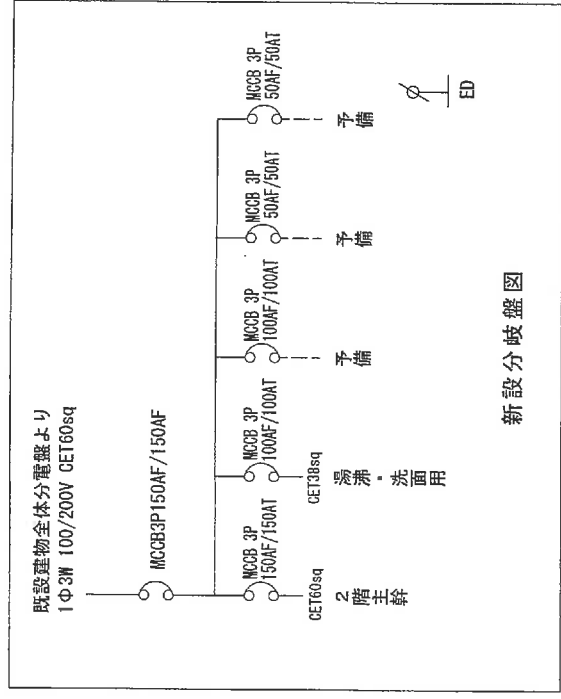 既設建物全体分電盤より
1Φ3W 100/200V CET60sq
MCCB3P150AF/150AF
MCCB 3P
150AF/150AT
CET60sq
2階主幹
MCCB 3P
100AF/100AT
CET38sq
湯沸・洗面用
MCCB 3P
100AF/100AT
予備
MCCB 3P
50AF/50AT
予備
MCCB 3P
50AF/50AT
予備
ED
新設分岐盤図